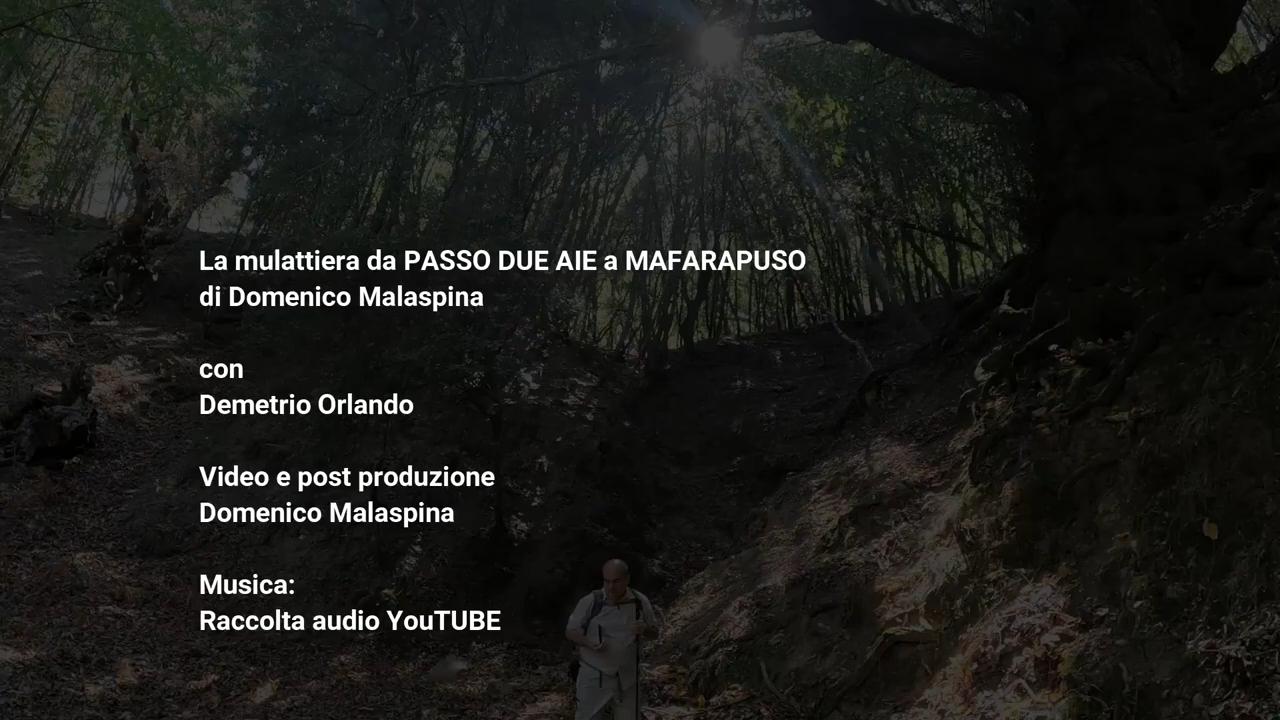 La mulattiera da PASSO DUE AIE a MAFARAPUSO
di Domenico Malaspina
con
Demetrio Orlando
Video e post produzione
Domenico Malaspina
Musica:
Raccolta audio YouTUBE